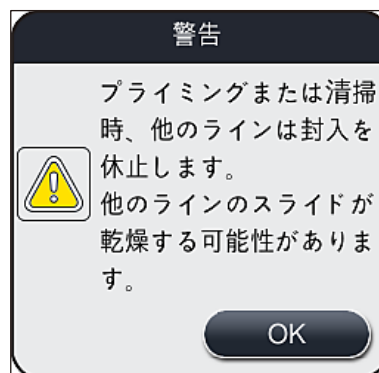 警告
プライミングまたは清掃
時、他のラインは封入を
休止します。
他のラインのスライドが
乾燥する可能性がありま
す。
OK